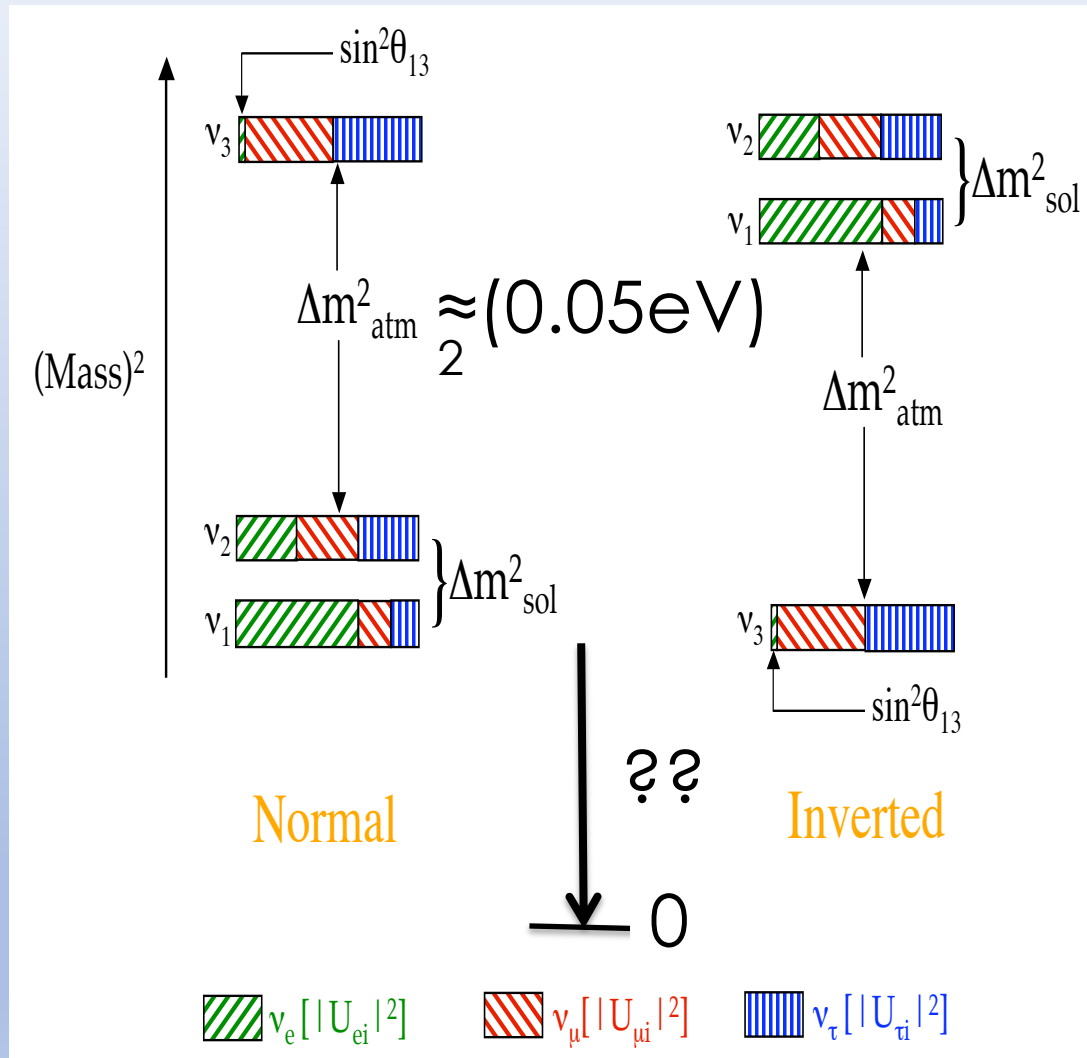 sin²θ₁₃
ν₃
ν₂
Δm²sol
ν₁
Δm²atm ≈(0.05eV)
2
(Mass)²
Δm²atm
ν₂
Δm²sol
ν₁
ν₃
sin²θ₁₃
??
Normal
Inverted
0
νe[|Uei|²] νμ[|Uμi|²] ντ[|Uτi|²]